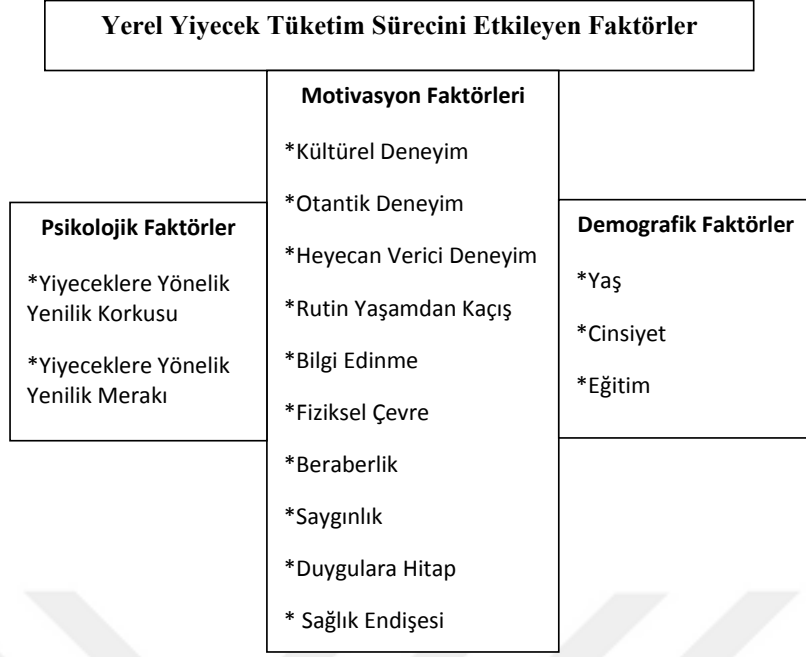 Yerel Yiyecek Tüketim Sürecini Etkileyen Faktörler
Psikolojik Faktörler
*Yiyeceklere Yönelik
Yenilik Korkusu
*Yiyeceklere Yönelik
Yenilik Merakı
Motivasyon Faktörleri
*Kültürel Deneyim
*Otantik Deneyim
*Heyecan Verici Deneyim
*Rutin Yaşamdan Kaçış
*Bilgi Edinme
*Fiziksel Çevre
*Beraberlik
*Saygınlık
*Duygulara Hitap
* Sağlık Endişesi
Demografik Faktörler
*Yaş
*Cinsiyet
*Eğitim